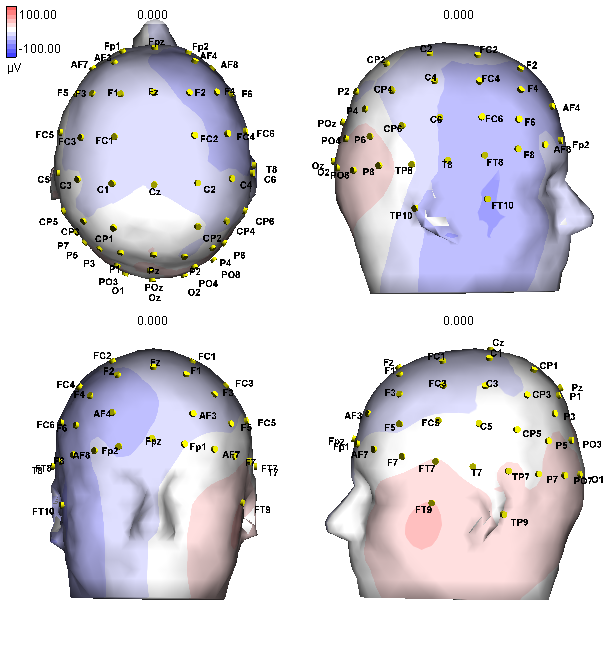 100.00
-100.00
µV
0.000
Fp1 Fpz Fp2
AF7 AF3 AF4 AF8
F5 F3 F1 Fz F2 F4 F6
FC5 FC3 FC1 FC2 FC4 FC6
T8
C5 C3 C1 Cz C2 C4 C6
CP5 CP3 CP1 CP2 CP4 CP6
P7 P5 P3 P1 Pz P2 P4 P6
PO3 POz PO4 PO8
O1 Oz O2
0.000
C2 FC2
CP2 F2
CP4 C4 FC4 F4
P2 AF4
P4 POz CP6 C6 FC6 F6
PO4 P6 AF8 Fp2
Oz O2 PO8 P8 TP8 T8 FT8 F8
TP10 FT10
0.000
FC2 Fz FC1
F2 F1
FC4 F4 F3 FC3
AF4 AF3
FC6 F6 F5 FC5
AF8 Fp2 Fpz Fp1 AF7
FT8 T8 F7 FT7 T7
FT10 FT9
0.000
Cz
Fz FC1 C1 CP1
F1
F3 FC3 C3 CP3 Pz P1
AF3 P3
F5 FC5 C5 CP5
Fpz Fp1 AF7 P5 PO3
F7 FT7 T7 TP7 P7 PO7 O1
FT9 TP9